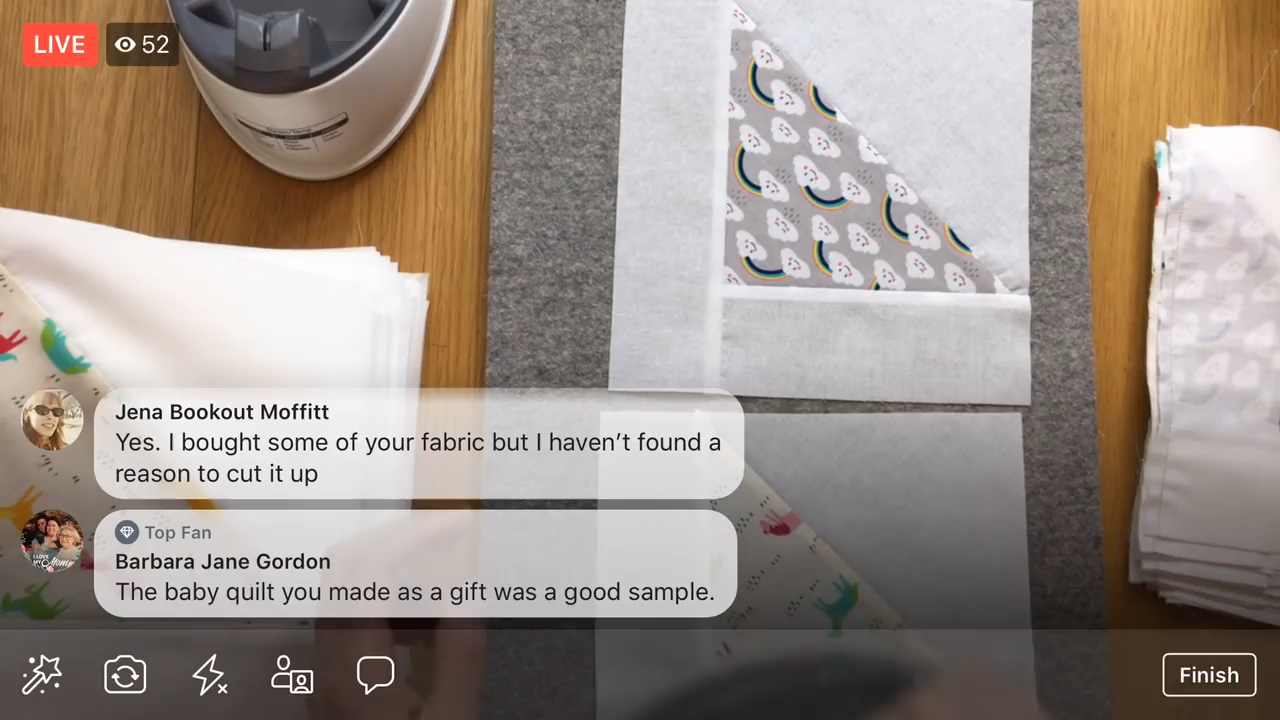 LIVE
52
Jena Bookout Moffitt
Yes. I bought some of your fabric but I haven’t found a
reason to cut it up
Top Fan
Barbara Jane Gordon
The baby quilt you made as a gift was a good sample.
Finish